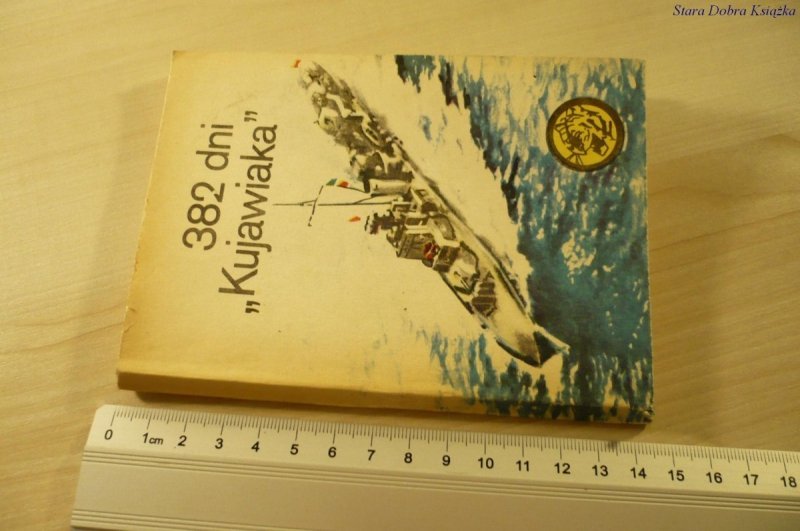 Stara Dobra Książka
382 dni
„Kujawiaka”
0 1cm 2 3 4 5 6 7 8 9 10 11 12 13 14 15 16 17 18